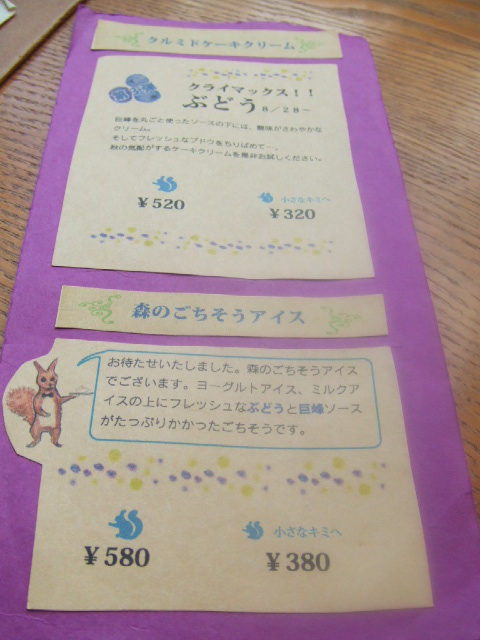 クルミドケーキクリーム
クライマックス！！
ぶどう 8／28～
巨峰を丸ごと使ったソースの下には、酸味がさわやかな
クリーム。
そしてフレッシュなブドウをちりばめて…。
秋の気配がするケーキクリームを是非お試しください。
￥520
小さなキミへ
￥320
森のごちそうアイス
お待たせいたしました。森のごちそうアイス
でございます。ヨーグルトアイス、ミルクア
イスの上にフレッシュなぶどうと巨峰ソース
がたっぷりかかったごちそうです。
￥580
小さなキミへ
￥380